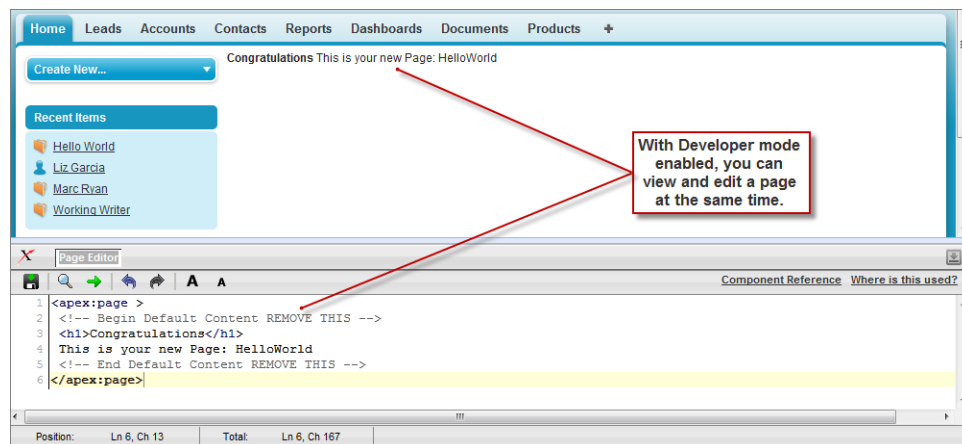 Home Leads Accounts Contacts Reports Dashboards Documents Products +
Create New...
Congratulations This is your new Page: HelloWorld
Recent Items
Hello World
Liz Garcia
Marc Ryan
Working Writer
With Developer mode
enabled, you can
view and edit a page
at the same time.
Page Editor
A A
Component Reference Where is this used?
1 <apex:page >
2 <!-- Begin Default Content REMOVE THIS -->
3 <h1>Congratulations</h1>
4 This is your new Page: HelloWorld
5 <!-- End Default Content REMOVE THIS -->
6 </apex:page>
Position: Ln 6, Ch 13 Total: Ln 6, Ch 167